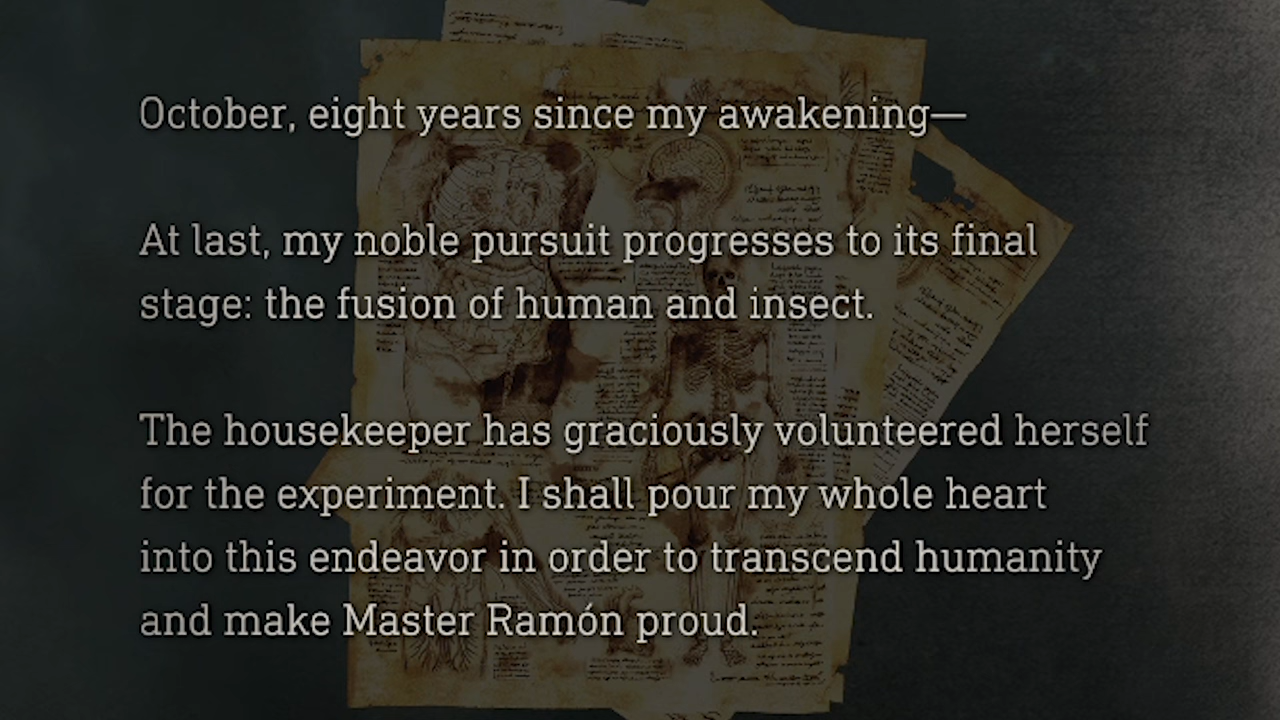 October, eight years since my awakening—
At last, my noble pursuit progresses to its final
stage: the fusion of human and insect.
The housekeeper has graciously volunteered herself
for the experiment. I shall pour my whole heart
into this endeavor in order to transcend humanity
and make Master Ramón proud.